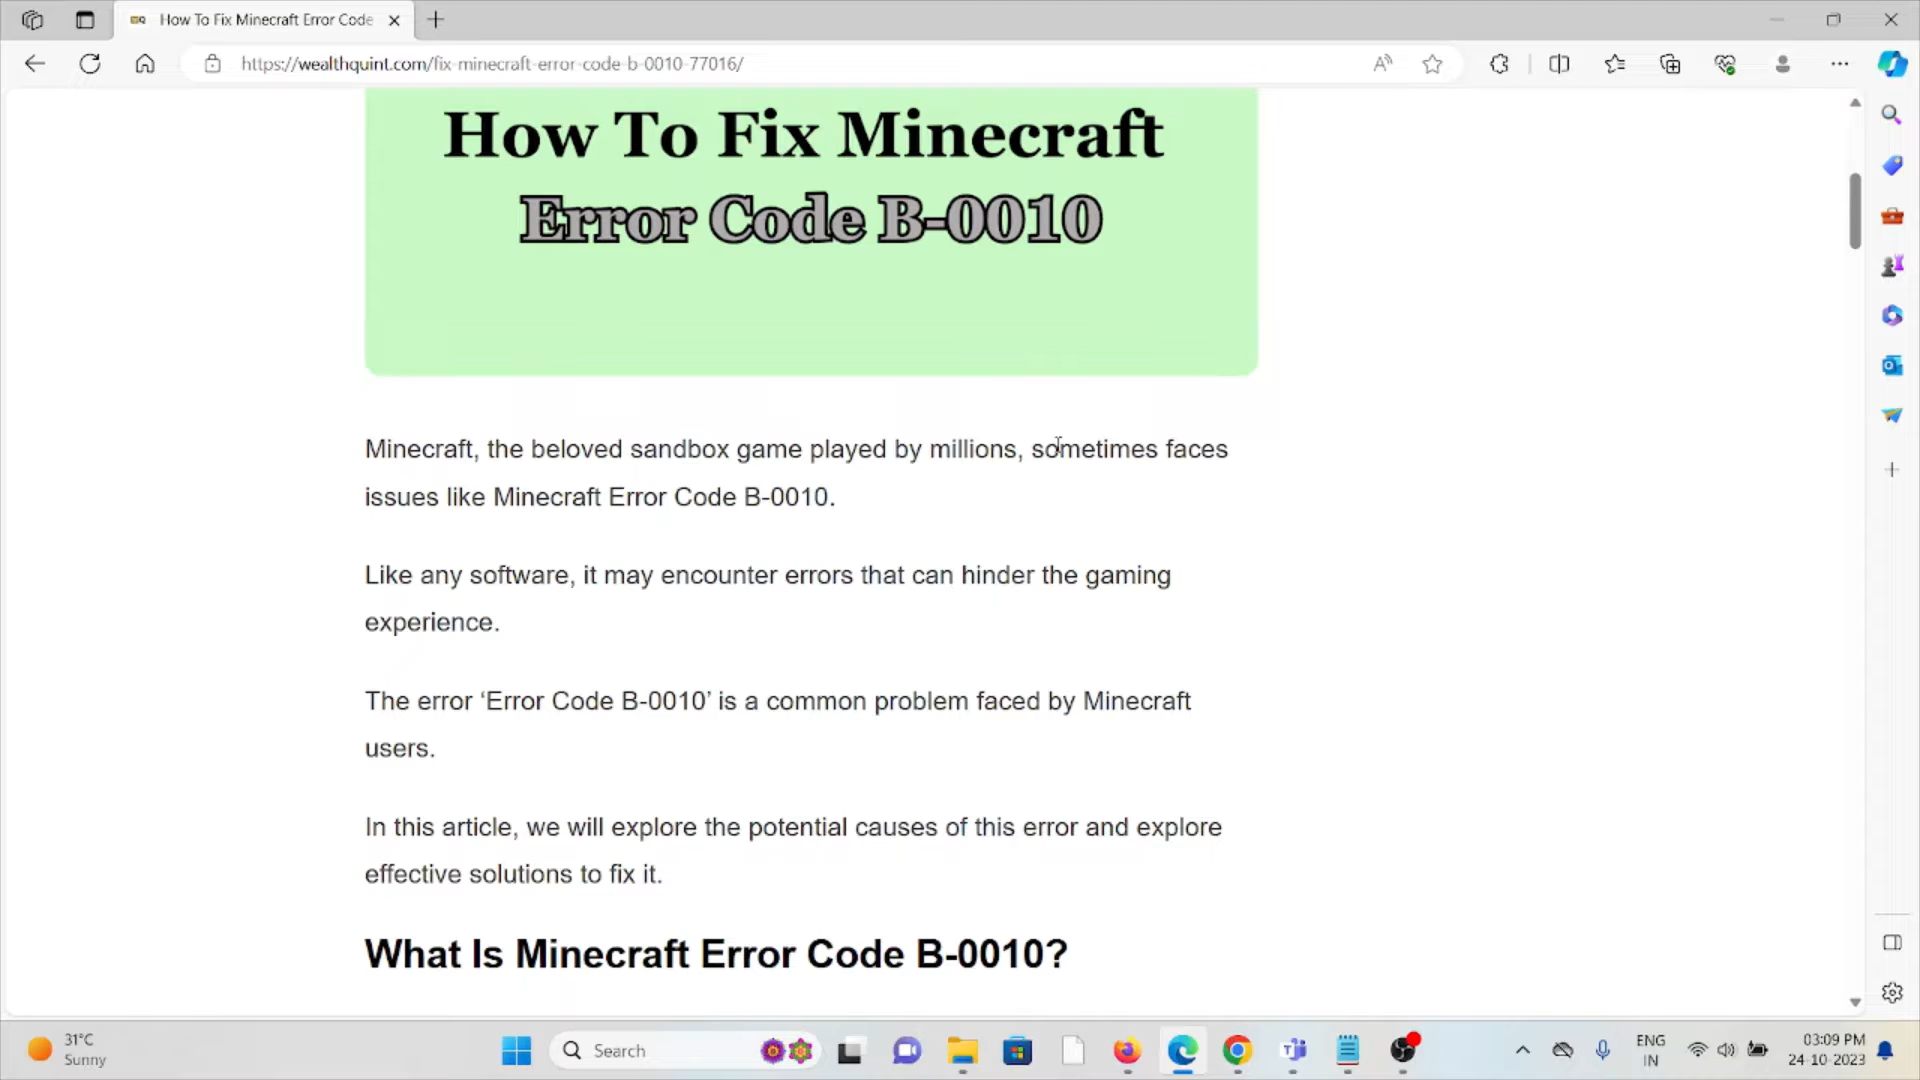 How To Fix Minecraft Error Code
https://wealthquint.com/fix-minecraft-error-code-b-0010-77016/
How To Fix Minecraft
Error Code B-0010
Minecraft, the beloved sandbox game played by millions, sometimes faces
issues like Minecraft Error Code B-0010.
Like any software, it may encounter errors that can hinder the gaming
experience.
The error ‘Error Code B-0010’ is a common problem faced by Minecraft
users.
In this article, we will explore the potential causes of this error and explore
effective solutions to fix it.
What Is Minecraft Error Code B-0010?
31°C
Sunny
Search
ENG
IN
03:09 PM
24-10-2023